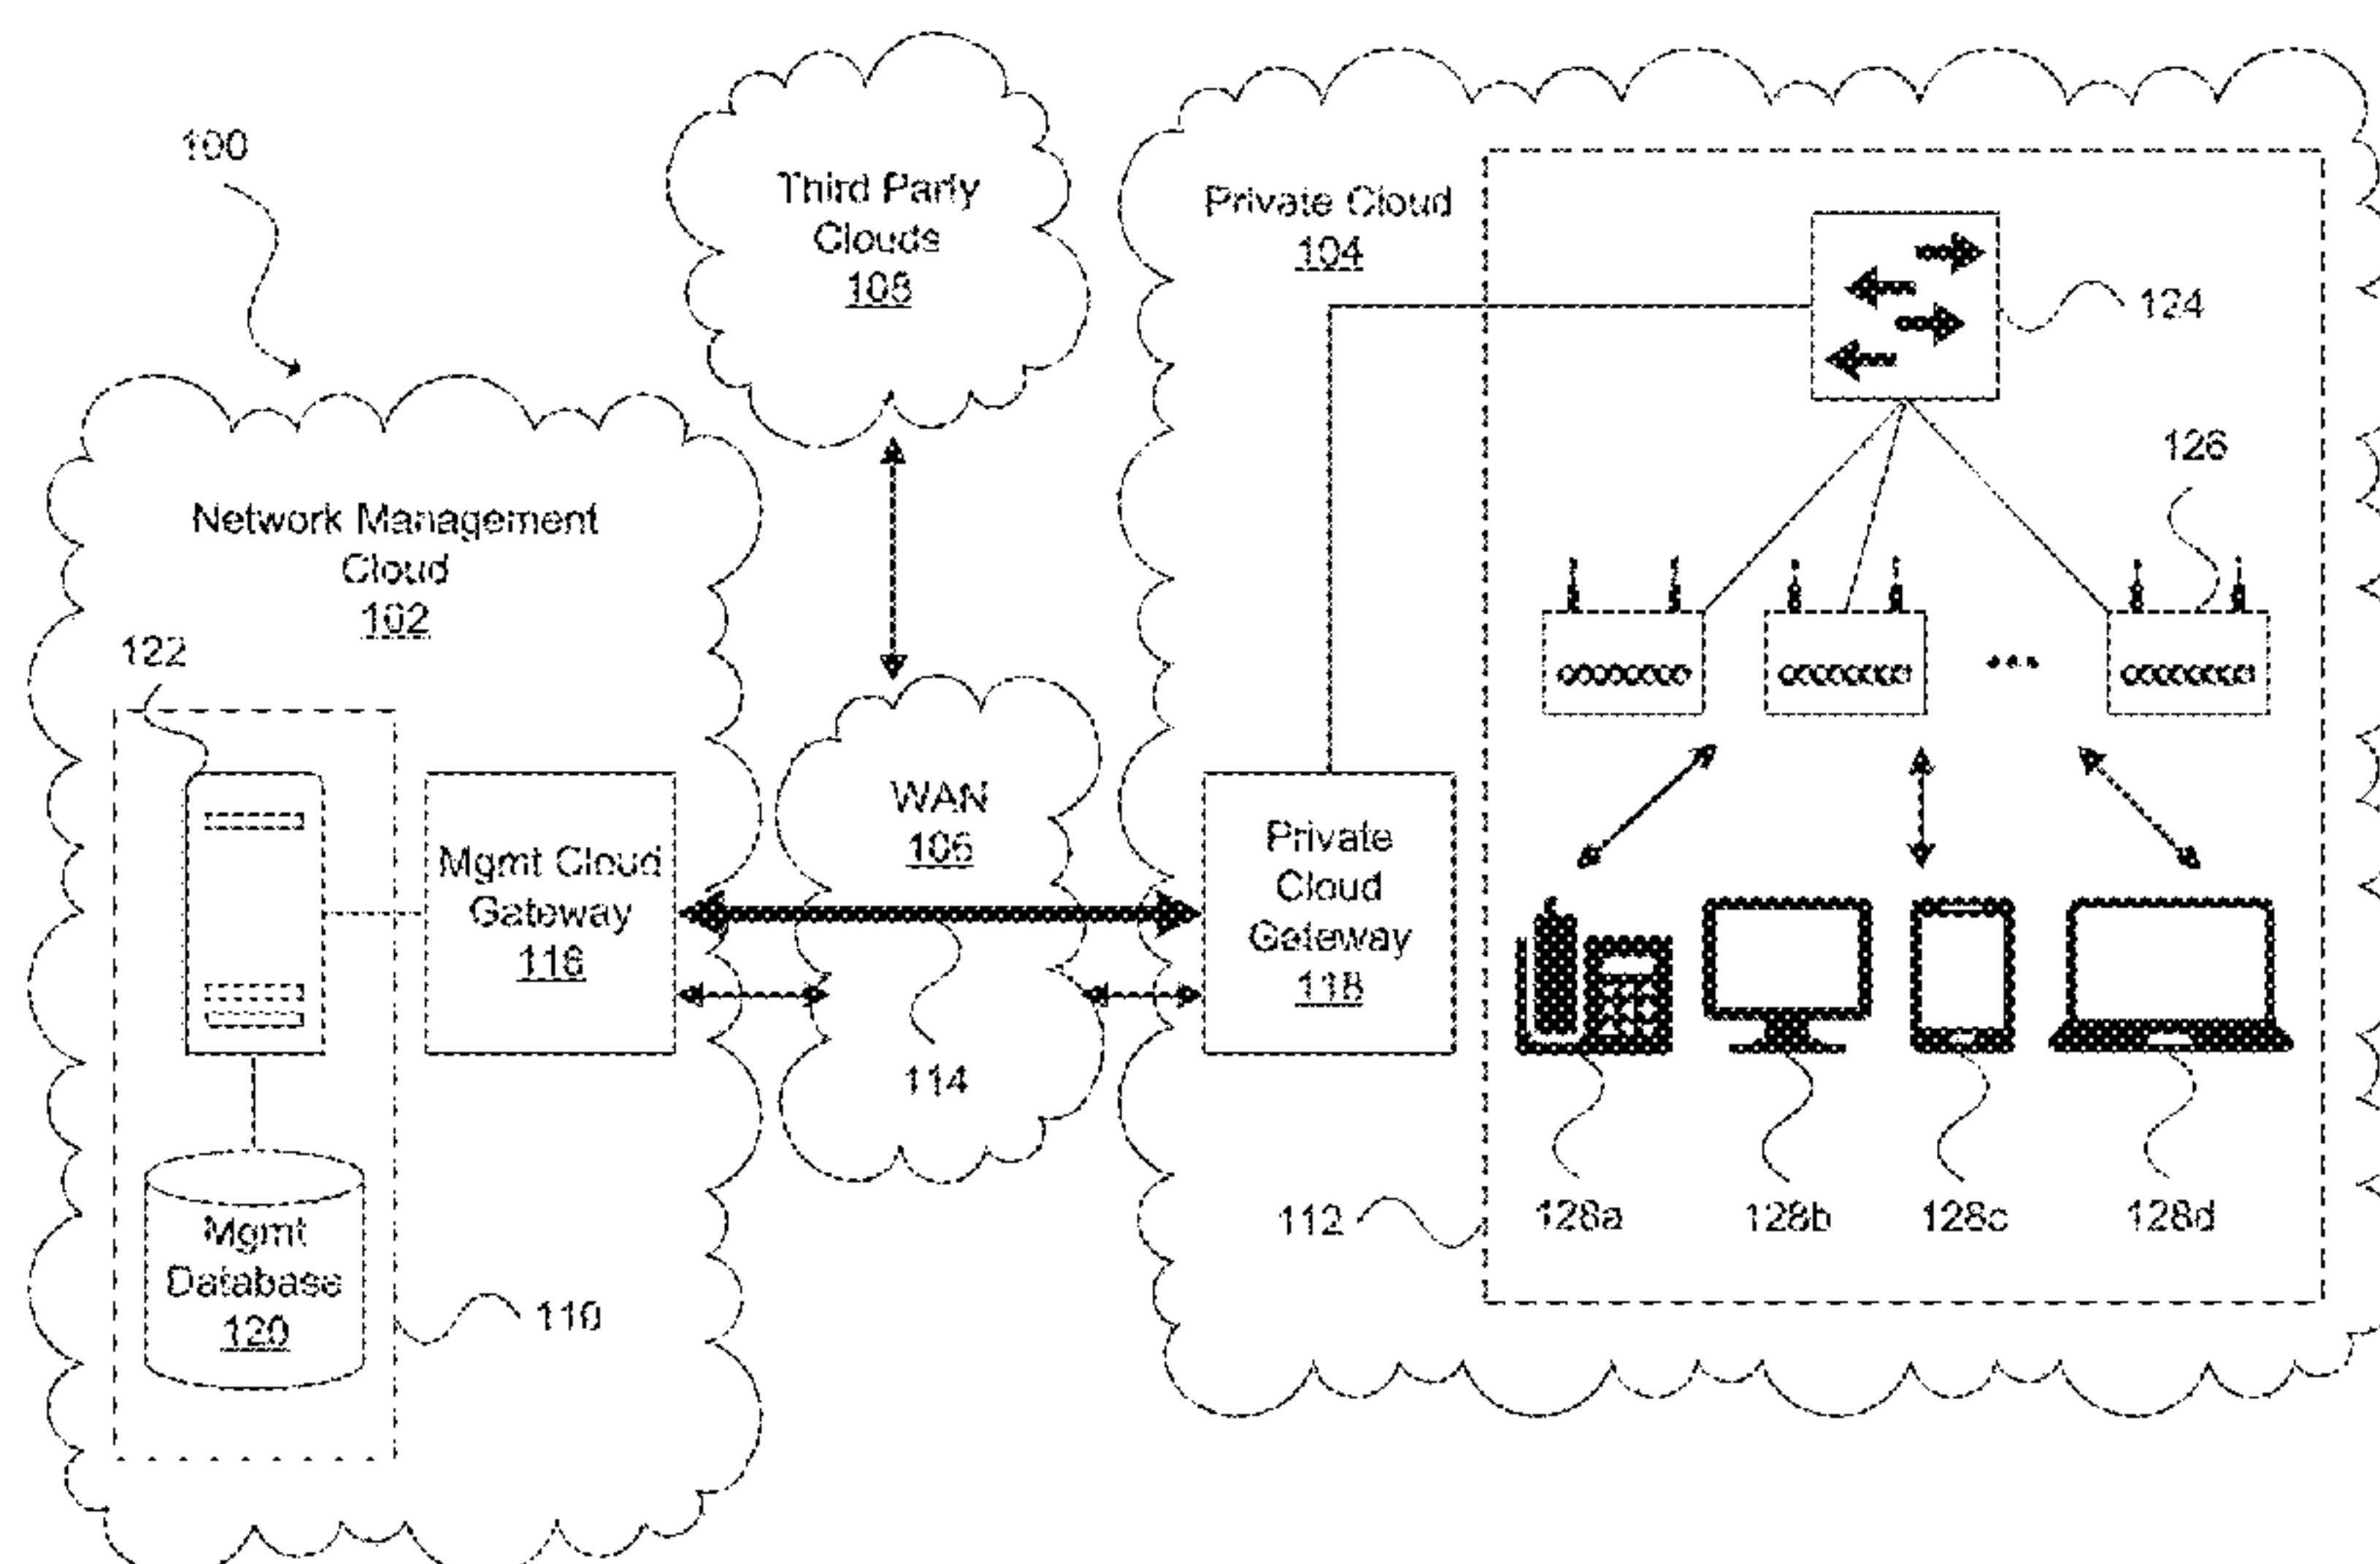 100
Third Party
Clouds
108
Private Cloud
104
124
126
Network Management
Cloud
102
122
WAN
106
Mgmt Cloud
Gateway
116
Private
Cloud
Gateway
118
114
Mgmt
Database
120
110
112
128a
128b
128c
128d